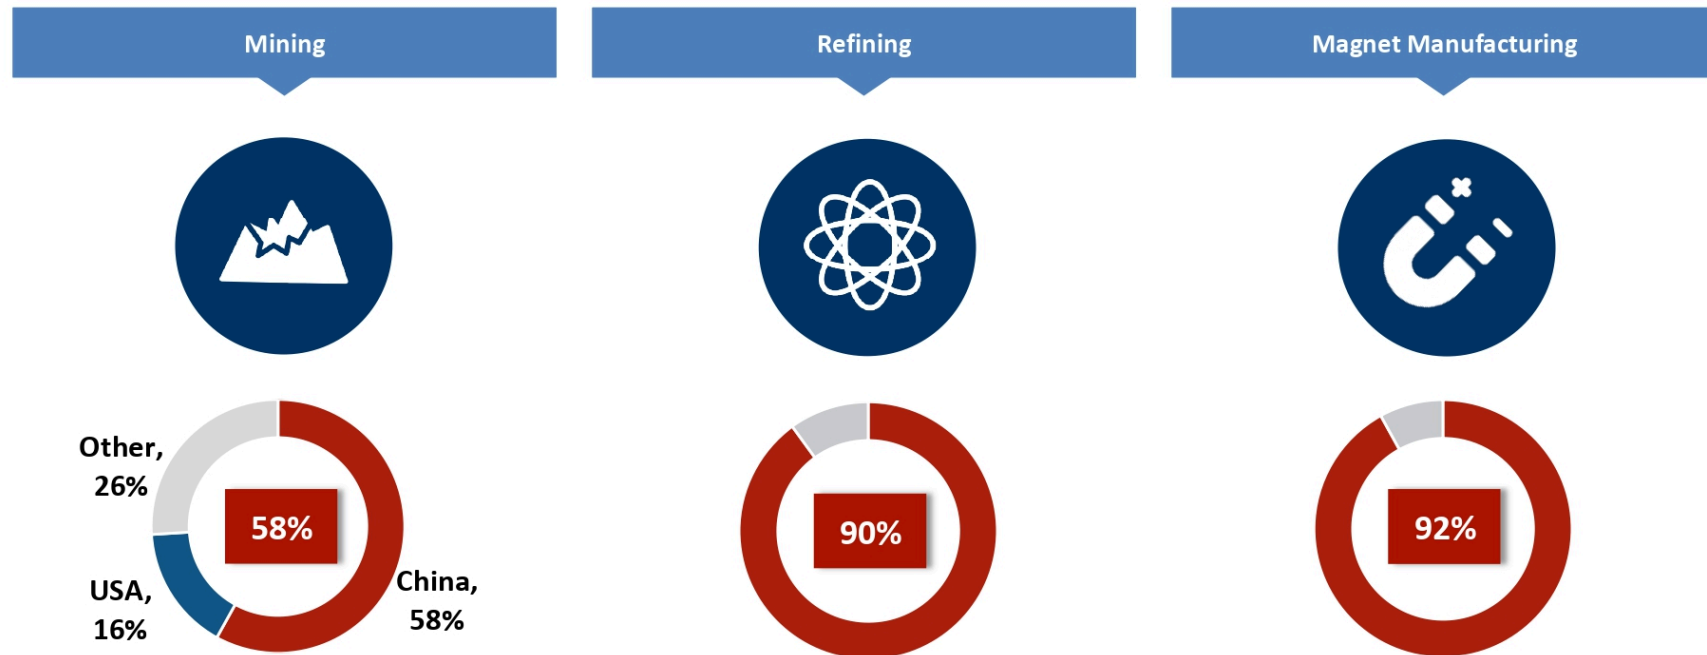 Mining
Refining
Magnet Manufacturing
Other,
26%
58%
USA,
16%
China,
58%
90%
92%